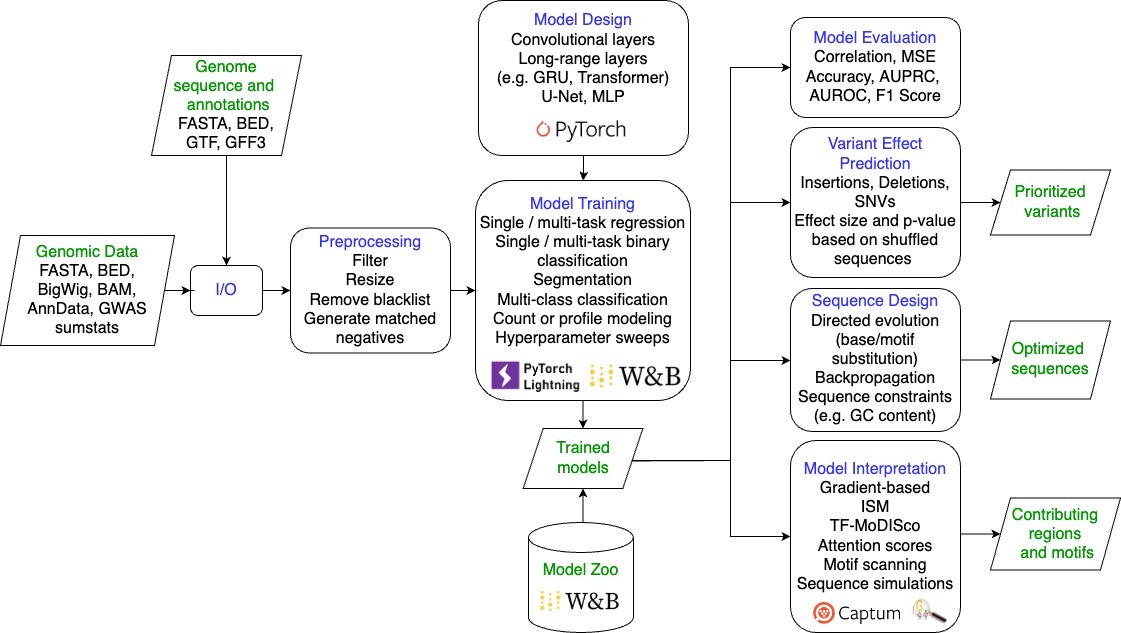 Genome
sequence and
annotations
FASTA, BED,
GTF, GFF3
Genomic Data
FASTA, BED,
BigWig, BAM,
AnnData, GWAS
sumstats
I/O
Preprocessing
Filter
Resize
Remove blacklist
Generate matched
negatives
Model Design
Convolutional layers
Long-range layers
(e.g. GRU, Transformer)
U-Net, MLP
PyTorch
Model Training
Single / multi-task regression
Single / multi-task binary
classification
Segmentation
Multi-class classification
Count or profile modeling
Hyperparameter sweeps
PyTorch
Lightning
W&B
Trained
models
Model Zoo
W&B
Model Evaluation
Correlation, MSE
Accuracy, AUPRC,
AUROC, F1 Score
Variant Effect
Prediction
Insertions, Deletions,
SNVs
Effect size and p-value
based on shuffled
sequences
Prioritized
variants
Sequence Design
Directed evolution
(base/motif
substitution)
Backpropagation
Sequence constraints
(e.g. GC content)
Optimized
sequences
Model Interpretation
Gradient-based
ISM
TF-MoDISco
Attention scores
Motif scanning
Sequence simulations
Captum
Contributing
regions
and motifs